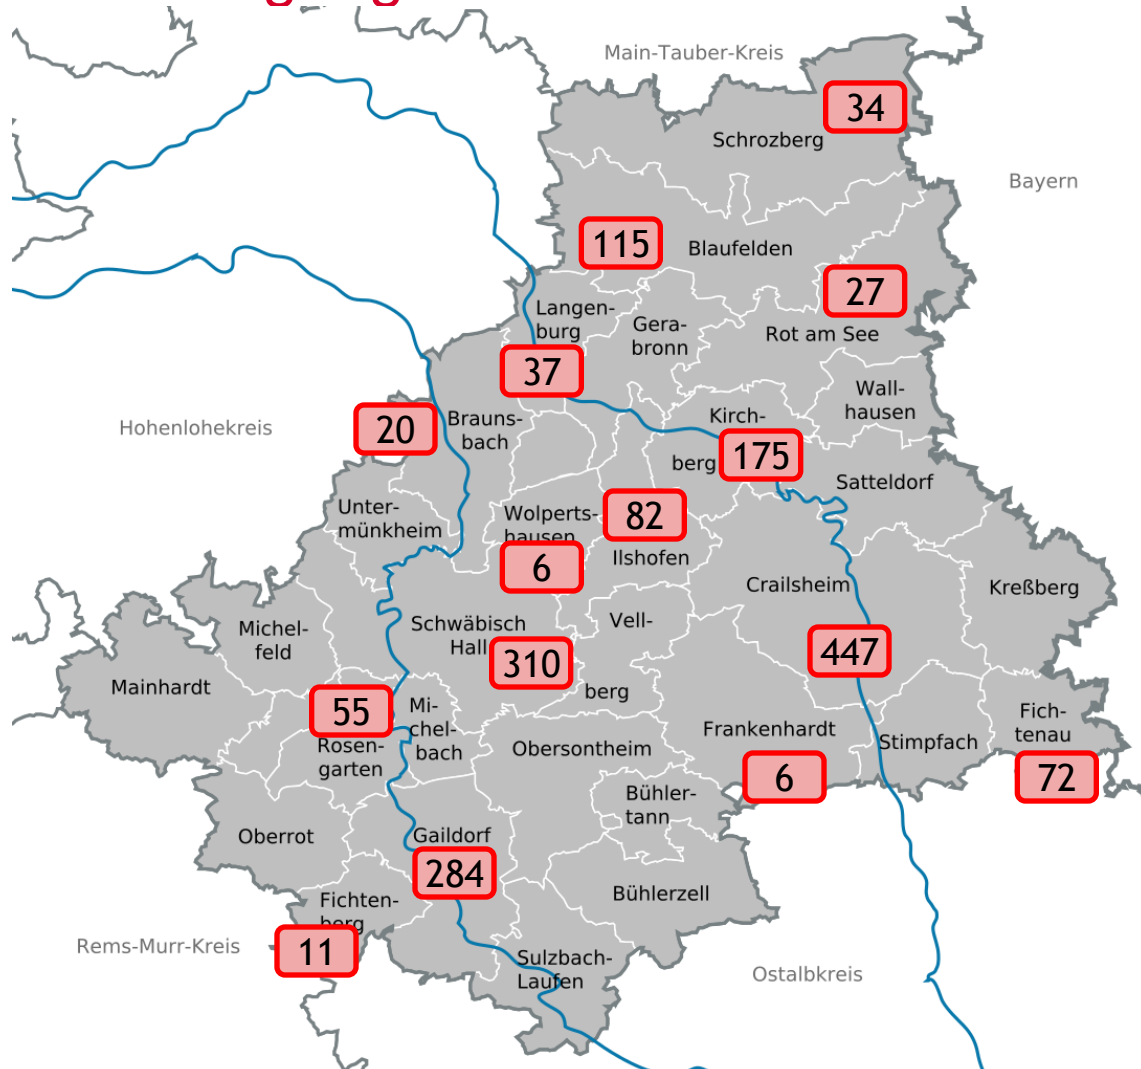 Main-Tauber-Kreis
34
Schrozberg
Bayern
115
Blaufelden
27
Langen-
burg
Gera-
bronn
Rot am See
37
Wall-
hausen
20
Hohenlohekreis
Brauns-
bach
Kirch-
berg
175
Satteldorf
Unter-
münkheim
Wolperts-
hausen
82
6
Ilshofen
Crailsheim
Kreßberg
Michel-
feld
Schwäbisch
Hall
310
Vell-
berg
447
Mainhardt
55
Mi-
chel-
bach
Rosen-
garten
Obersontheim
Frankenhardt
6
Stimpfach
Fich-
tenau
72
Bühler-
tann
Oberrot
Gaildorf
284
Bühlerzell
Fichten-
berg
11
Rems-Murr-Kreis
Sulzbach-
Laufen
Ostalbkreis